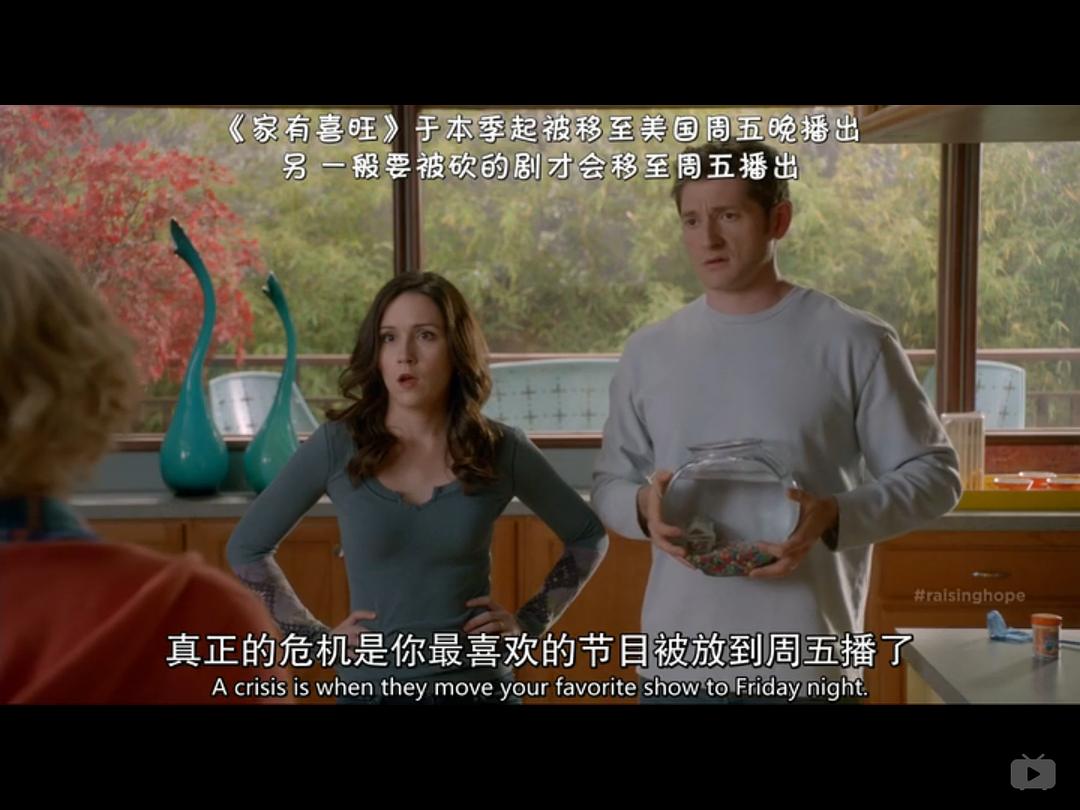 《家有喜旺》于本季起被移至美国周五晚播出
另 一般要被砍的剧才会移至周五播出
#raisinghope
真正的危机是你最喜欢的节目被放到周五播了
A crisis is when they move your favorite show to Friday night.